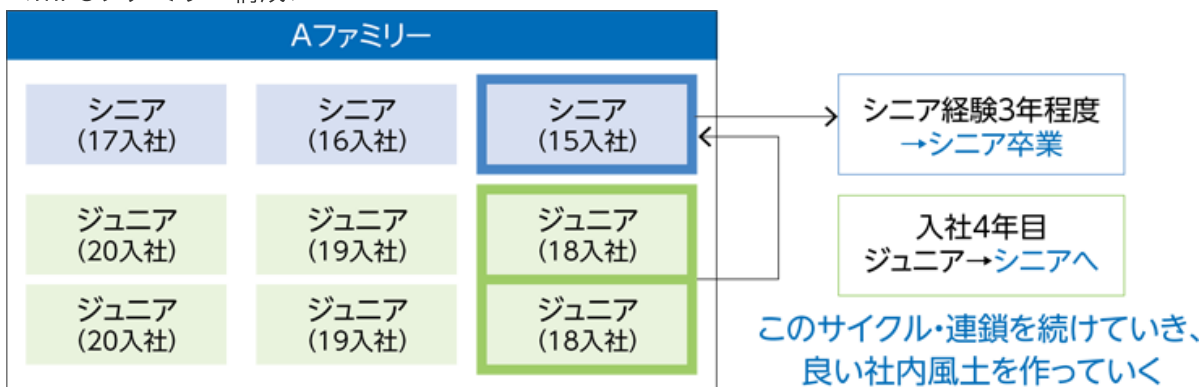 Aファミリー
シニア
(17入社)
シニア
(16入社)
シニア
(15入社)
ジュニア
(20入社)
ジュニア
(19入社)
ジュニア
(18入社)
ジュニア
(20入社)
ジュニア
(19入社)
ジュニア
(18入社)
シニア経験3年程度
→シニア卒業
入社4年目
ジュニア→シニアへ
このサイクル・連鎖を続けていき、
良い社内風土を作っていく